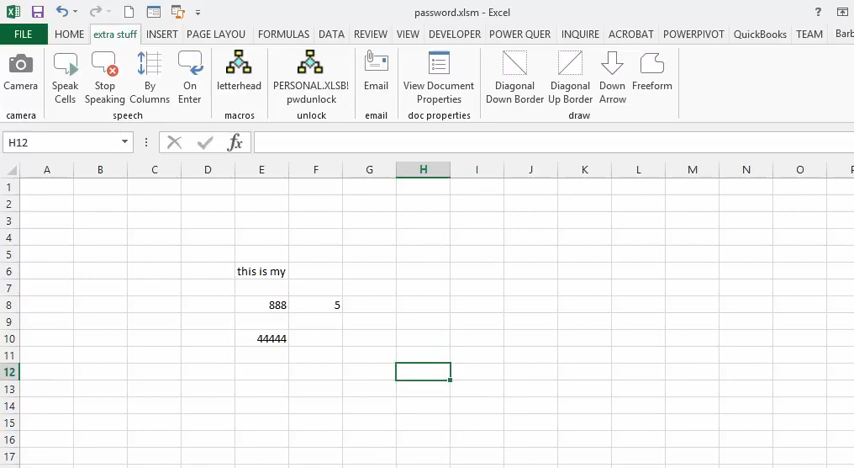 password.xlsm - Excel
?
FILE HOME extra stuff INSERT PAGE LAYOU FORMULAS DATA REVIEW VIEW DEVELOPER POWER QUER INQUIRE ACROBAT POWERPIVOT QuickBooks TEAM Barb
Camera
Speak Cells
Stop Speaking
By Columns
On Enter
letterhead
PERSONAL.XLSB! pwdunlock
Email
View Document Properties
Diagonal Down Border
Diagonal Up Border
Down Arrow
Freeform
camera speech macros unlock email doc properties draw
H12 fx
A B C D E F G H I J K L M N O P
1
2
3
4
5
6 this is my
7
8 888 5
9
10 44444
11
12
13
14
15
16
17